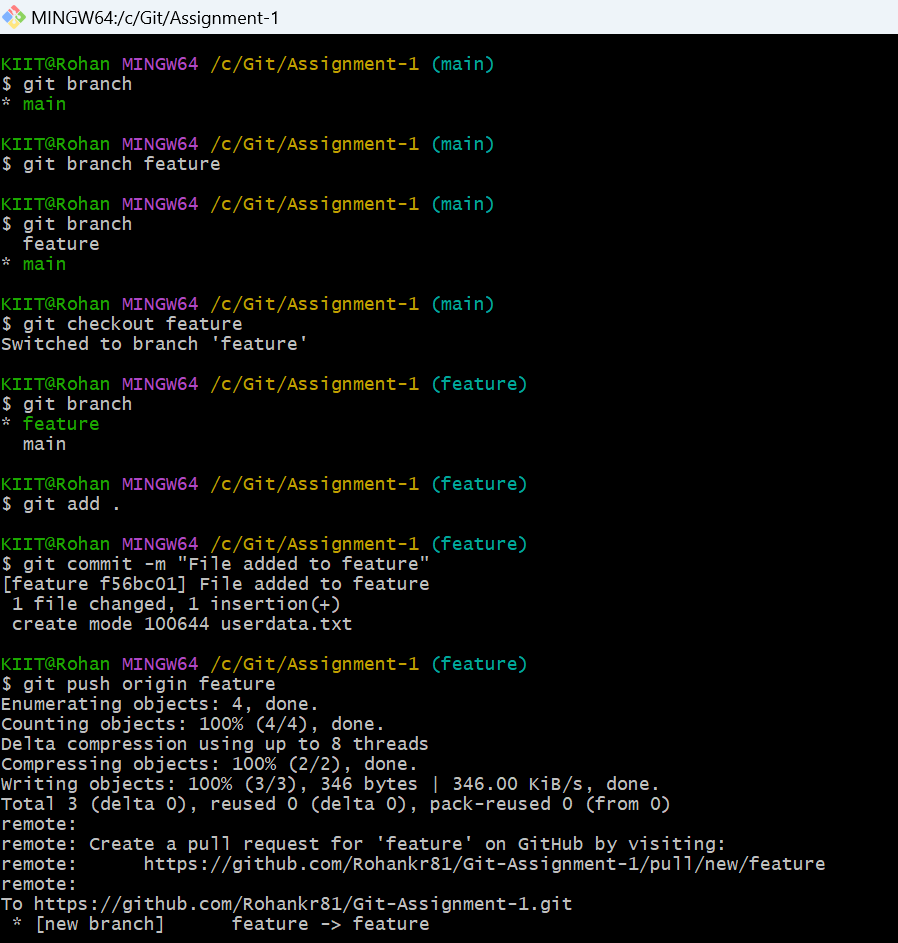 MINGW64:/c/Git/Assignment-1
KIIT@Rohan MINGW64 /c/Git/Assignment-1 (main)
$ git branch
* main
KIIT@Rohan MINGW64 /c/Git/Assignment-1 (main)
$ git branch feature
KIIT@Rohan MINGW64 /c/Git/Assignment-1 (main)
$ git branch
  feature
* main
KIIT@Rohan MINGW64 /c/Git/Assignment-1 (main)
$ git checkout feature
Switched to branch 'feature'
KIIT@Rohan MINGW64 /c/Git/Assignment-1 (feature)
$ git branch
* feature
  main
KIIT@Rohan MINGW64 /c/Git/Assignment-1 (feature)
$ git add .
KIIT@Rohan MINGW64 /c/Git/Assignment-1 (feature)
$ git commit -m "File added to feature"
[feature f56bc01] File added to feature
 1 file changed, 1 insertion(+)
 create mode 100644 userdata.txt
KIIT@Rohan MINGW64 /c/Git/Assignment-1 (feature)
$ git push origin feature
Enumerating objects: 4, done.
Counting objects: 100% (4/4), done.
Delta compression using up to 8 threads
Compressing objects: 100% (2/2), done.
Writing objects: 100% (3/3), 346 bytes | 346.00 KiB/s, done.
Total 3 (delta 0), reused 0 (delta 0), pack-reused 0 (from 0)
remote:
remote: Create a pull request for 'feature' on GitHub by visiting:
remote:      https://github.com/Rohankr81/Git-Assignment-1/pull/new/feature
remote:
To https://github.com/Rohankr81/Git-Assignment-1.git
 * [new branch]      feature -> feature